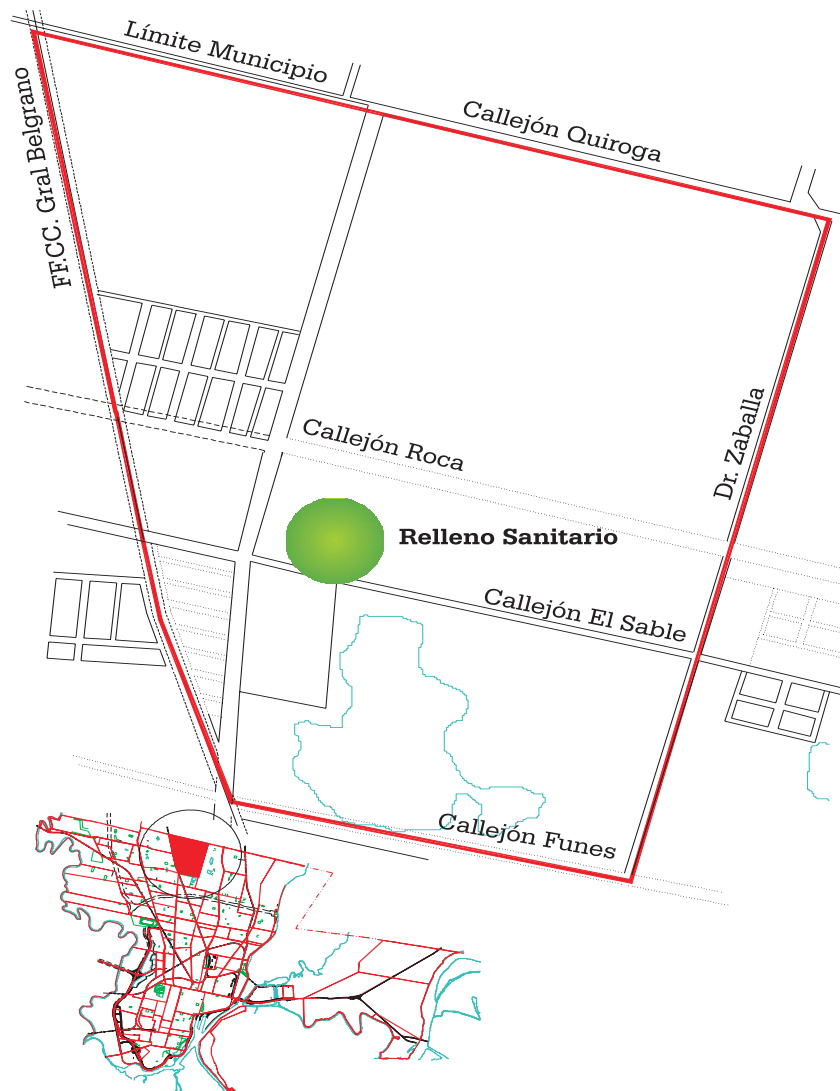 Límite Municipio
Callejón Quiroga
FF.CC. Gral Belgrano
Dr. Zaballa
Callejón Roca
Relleno Sanitario
Callejón El Sable
Callejón Funes